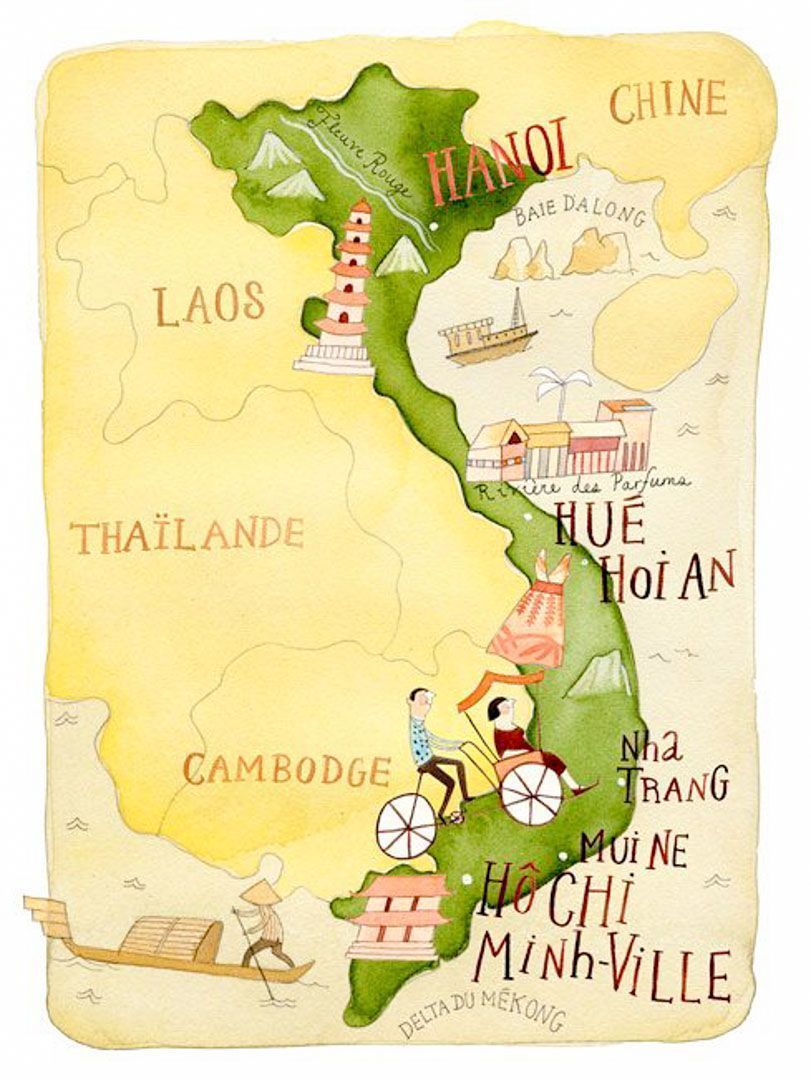 CHINE
Fleuve Rouge
HANOI
BAIE D'ALONG
LAOS
Rivière des Parfums
HUÉ
HOi AN
THAÏLANDE
Nha
TRANG
CAMBODGE
MUi NE
HÔ CHi
MiNh-ViLLE
DELTA DU MÉKONG